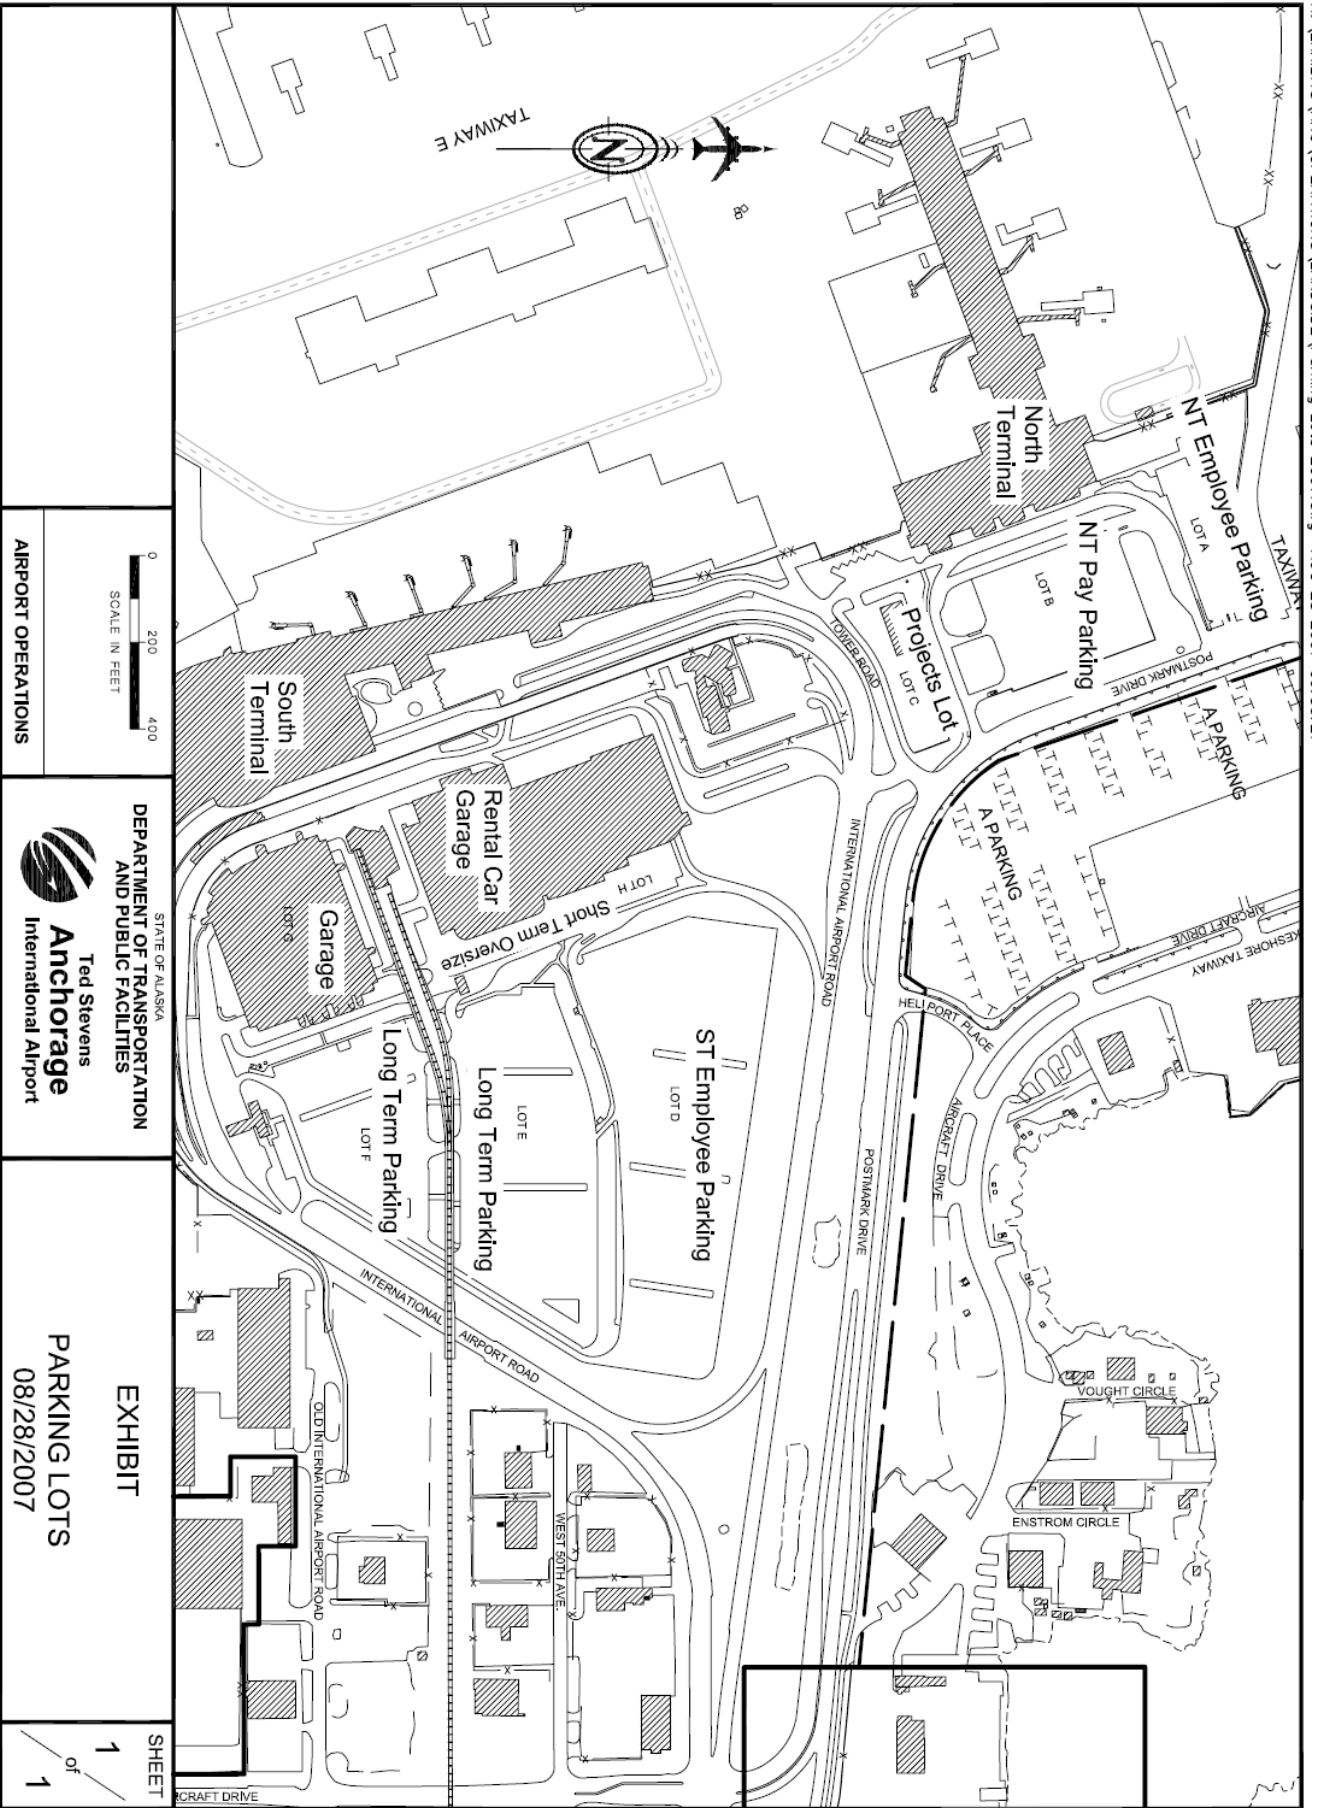 TAXIWAY E
N
North
Terminal
NT Employee Parking
LOT A
TAXIWAY
NT Pay Parking
LOT B
POSTMARK DRIVE
Projects Lot
LOT C
TOWER ROAD
A PARKING
A PARKING
AIRCRAFT DRIVE
KESHORE TAXIWAY
HELIPORT PLACE
AIRCRAFT DRIVE
South
Terminal
Rental Car
Garage
LOT H
Short Term Oversize
Garage
LOT G
INTERNATIONAL AIRPORT ROAD
ST Employee Parking
LOT D
LOT E
Long Term Parking
Long Term Parking
LOT F
POSTMARK DRIVE
INTERNATIONAL AIRPORT ROAD
VOUGHT CIRCLE
ENSTROM CIRCLE
WEST 50TH AVE.
OLD INTERNATIONAL AIRPORT ROAD
RCRAFT DRIVE
0 200 400
SCALE IN FEET
AIRPORT OPERATIONS
STATE OF ALASKA
DEPARTMENT OF TRANSPORTATION
AND PUBLIC FACILITIES
Ted Stevens
Anchorage
International Airport
EXHIBIT
PARKING LOTS
08/28/2007
SHEET
1
of
1